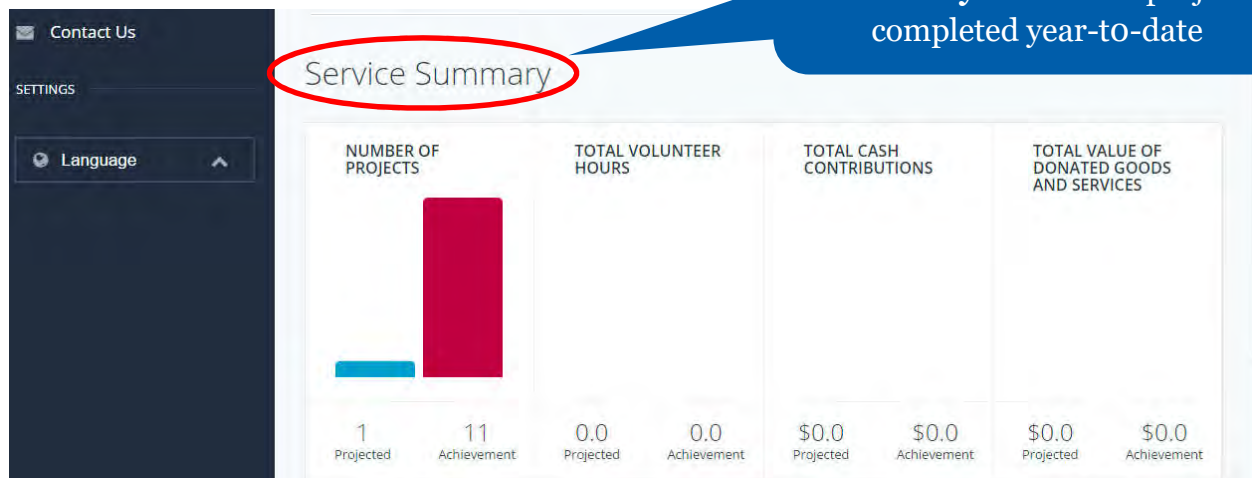 completed year-to-date
Contact Us
SETTINGS
Language
Service Summary
NUMBER OF
PROJECTS
TOTAL VOLUNTEER
HOURS
TOTAL CASH
CONTRIBUTIONS
TOTAL VALUE OF
DONATED GOODS
AND SERVICES
1
Projected
11
Achievement
0.0
Projected
0.0
Achievement
$0.0
Projected
$0.0
Achievement
$0.0
Projected
$0.0
Achievement